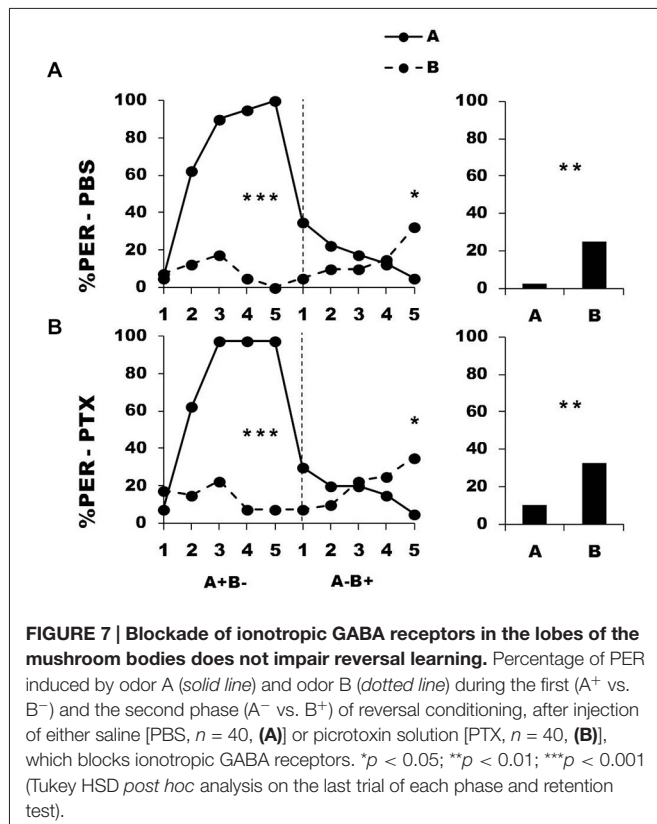 A
B
A
100
80
60
40
20
0
%PER - PBS
***
*
1 2 3 4 5 1 2 3 4 5
100
80
60
40
20
0
**
A B
B
100
80
60
40
20
0
%PER - PTX
***
*
1 2 3 4 5 1 2 3 4 5
A+B- A-B+
100
80
60
40
20
0
**
A B
FIGURE 7 | Blockade of ionotropic GABA receptors in the lobes of the
mushroom bodies does not impair reversal learning. Percentage of PER
induced by odor A (solid line) and odor B (dotted line) during the first (A⁺ vs.
B⁻) and the second phase (A⁻ vs. B⁺) of reversal conditioning, after injection
of either saline [PBS, n = 40, (A)] or picrotoxin solution [PTX, n = 40, (B)],
which blocks ionotropic GABA receptors. *p < 0.05; **p < 0.01; ***p < 0.001
(Tukey HSD post hoc analysis on the last trial of each phase and retention
test).